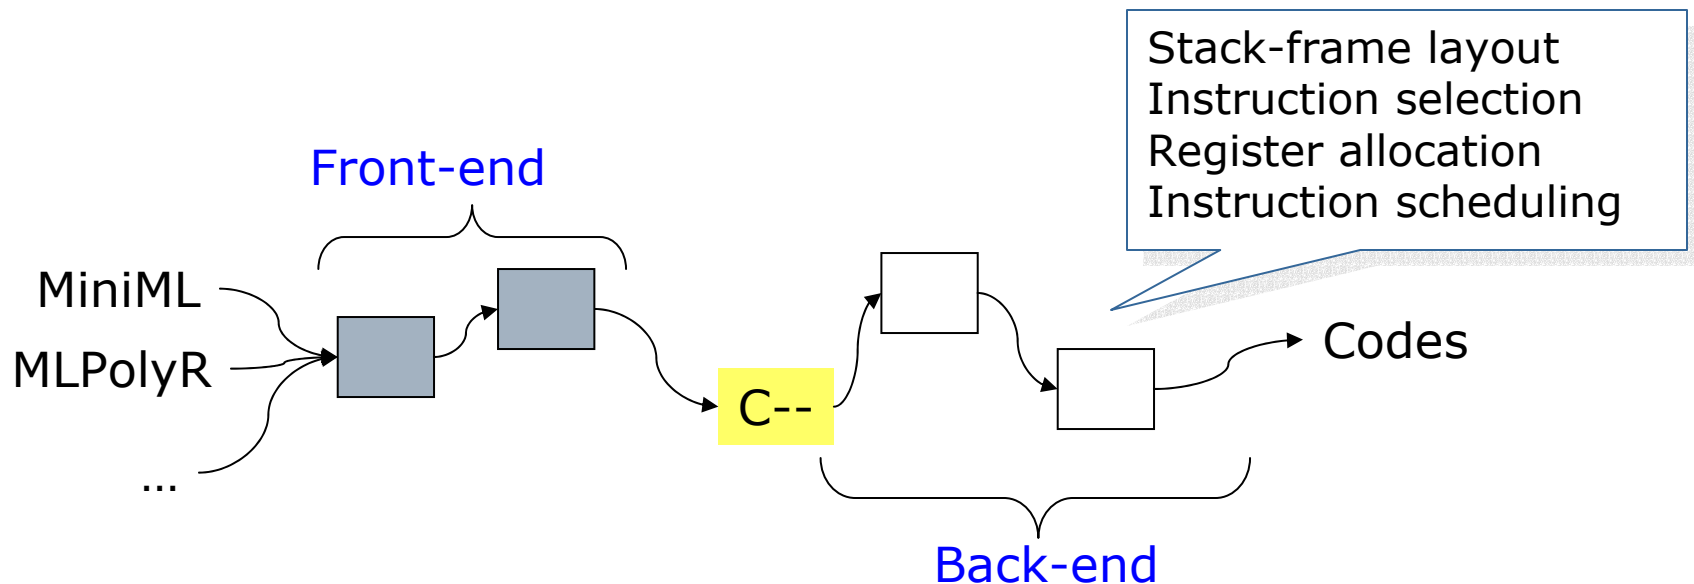 Stack-frame layout
Instruction selection
Register allocation
Instruction scheduling
Front-end
MiniML
MLPolyR
...
C--
Codes
Back-end